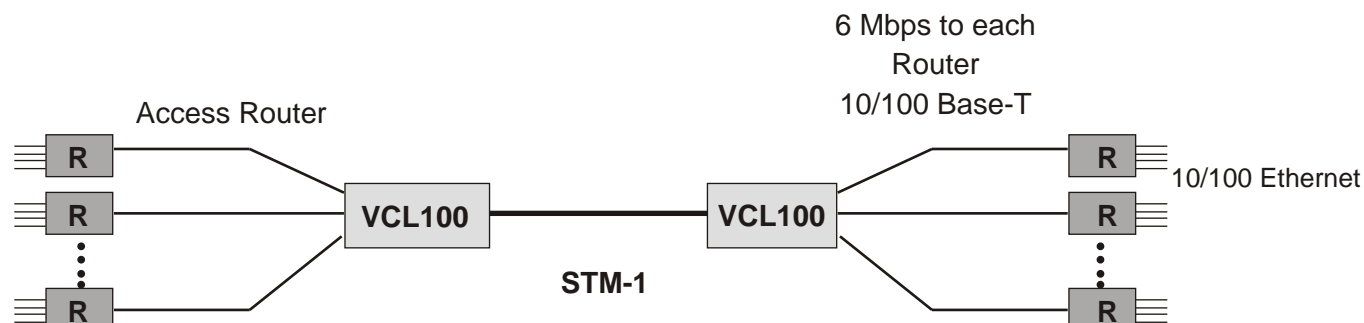 6 Mbps to each
Router
10/100 Base-T
Access Router
R
R
10/100 Ethernet
R
R
VCL100
VCL100
STM-1
R
R